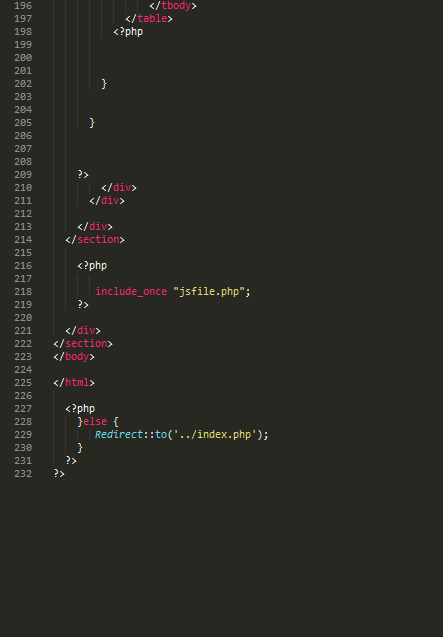 196 </tbody>
197 </table>
198 <?php
199
200
201
202 }
203
204
205 }
206
207
208
209 ?>
210 </div>
211 </div>
212
213 </div>
214 </section>
215
216 <?php
217
218 include_once "jsfile.php";
219 ?>
220
221 </div>
222 </section>
223 </body>
224
225 </html>
226
227 <?php
228 }else {
229 Redirect::to('../index.php');
230 }
231 ?>
232 ?>